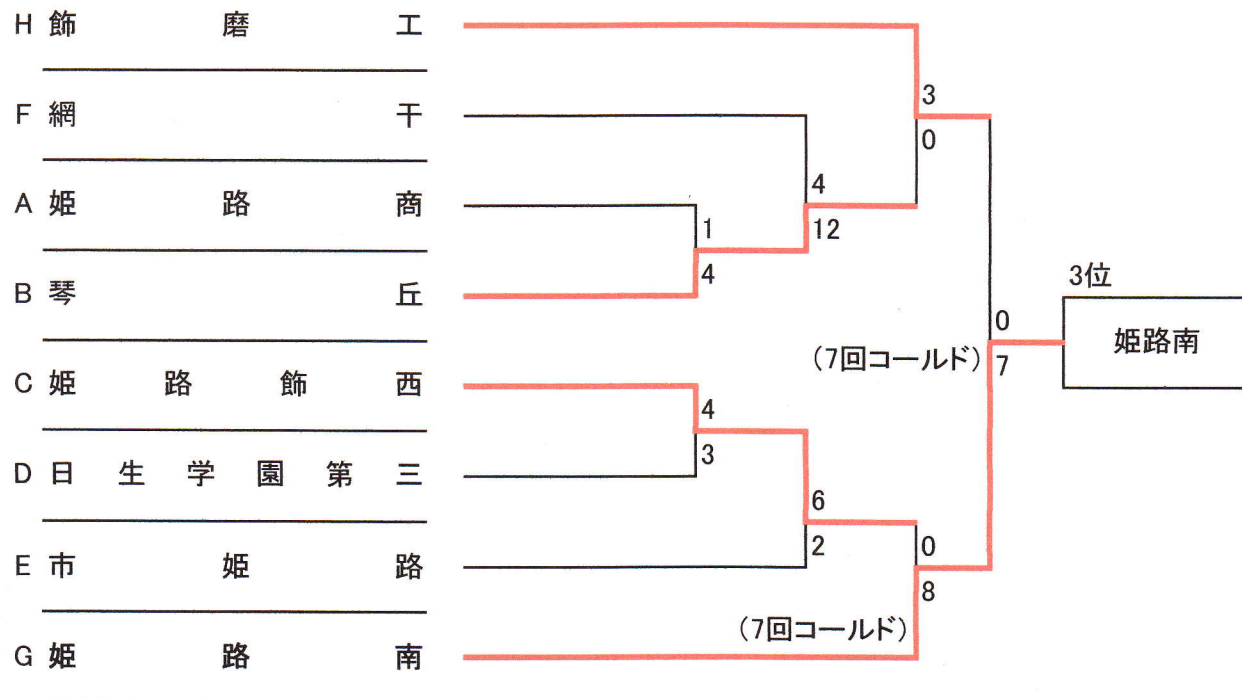 H 飾磨工
F 網干
A 姫路商
B 琴丘
C 姫路飾西
D 日生学園第三
E 市姫路
G 姫路南
3
0
4
12
1
4
4
3
6
2
0
8
(7回コールド)
0
7
(7回コールド)
3位
姫路南